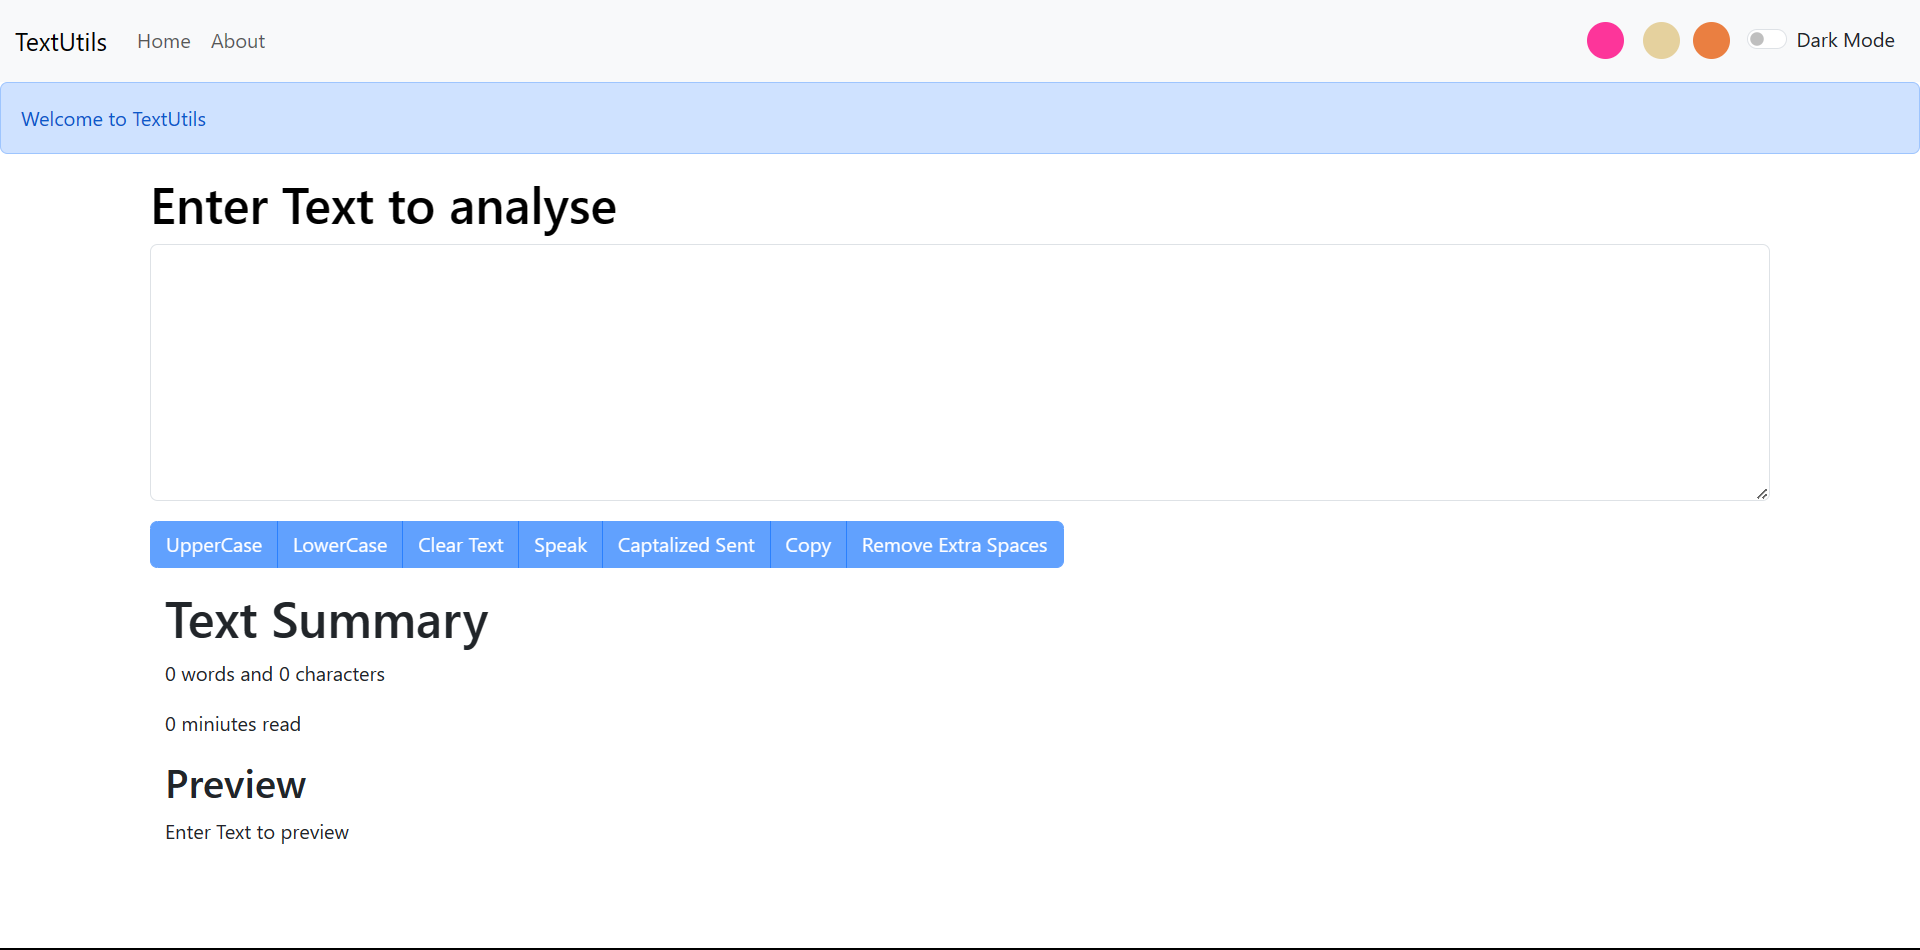 TextUtils Home About Dark Mode
Welcome to TextUtils
Enter Text to analyse
UpperCase LowerCase Clear Text Speak Captalized Sent Copy Remove Extra Spaces
Text Summary
0 words and 0 characters
0 miniutes read
Preview
Enter Text to preview